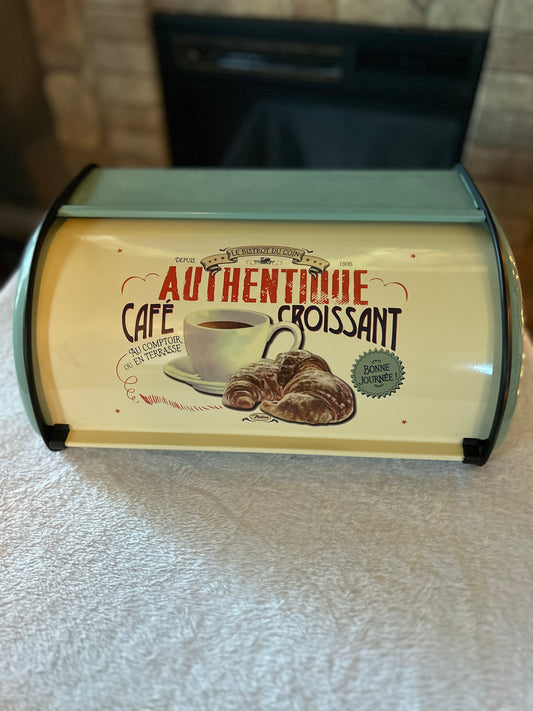 LE BISTROT DU COIN
DEPUIS 1906
AUTHENTIQUE
CAFÉ CROISSANT
AU COMPTOIR
OU EN TERRASSE
BONNE
JOURNÉE !